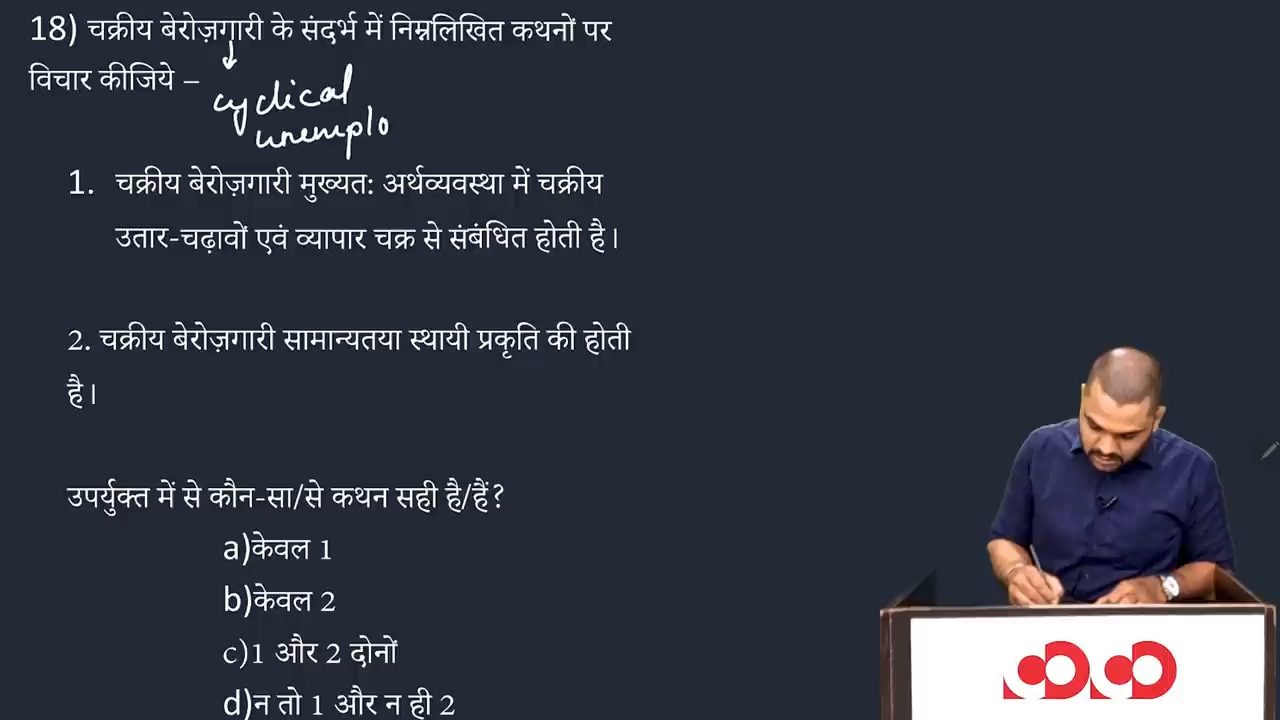 18) चक्रीय बेरोज़गारी के संदर्भ में निम्नलिखित कथनों पर
विचार कीजिये –
cyclical
unemplo
1. चक्रीय बेरोज़गारी मुख्यत: अर्थव्यवस्था में चक्रीय
उतार-चढ़ावों एवं व्यापार चक्र से संबंधित होती है।
2. चक्रीय बेरोज़गारी सामान्यतया स्थायी प्रकृति की होती
है।
उपर्युक्त में से कौन-सा/से कथन सही है/हैं?
a)केवल 1
b)केवल 2
c)1 और 2 दोनों
d)न तो 1 और न ही 2